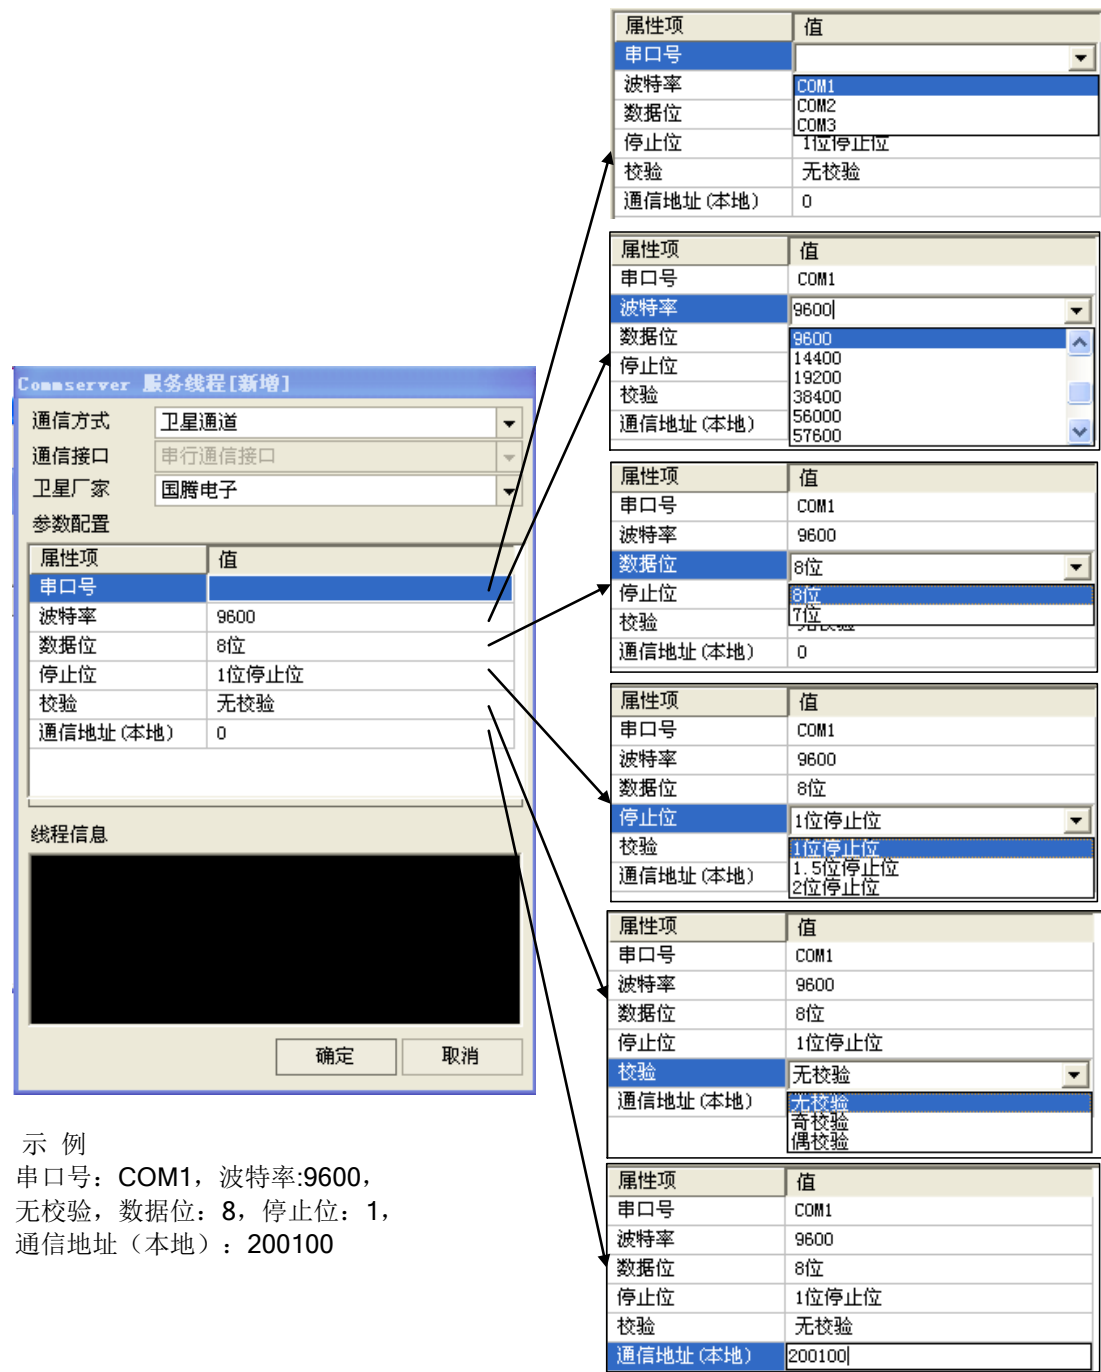 Commserver 服务线程[新增]
通信方式 卫星通道
通信接口 串行通信接口
卫星厂家 国腾电子
参数配置
属性项 值
串口号
波特率 9600
数据位 8位
停止位 1位停止位
校验 无校验
通信地址(本地) 0
线程信息
确定 取消
示 例
串口号：COM1，波特率:9600，
无校验，数据位：8，停止位：1，
通信地址（本地）：200100
属性项 值
串口号
波特率 COM1
数据位 COM2
COM3
停止位 1位停止位
校验 无校验
通信地址(本地) 0
属性项 值
串口号 COM1
波特率 9600
数据位 9600
停止位 14400
19200
校验 38400
通信地址(本地) 56000
57600
属性项 值
串口号 COM1
波特率 9600
数据位 8位
停止位 8位
7位
校验 无校验
通信地址(本地) 0
属性项 值
串口号 COM1
波特率 9600
数据位 8位
停止位 1位停止位
校验 1位停止位
通信地址(本地) 1.5位停止位
2位停止位
属性项 值
串口号 COM1
波特率 9600
数据位 8位
停止位 1位停止位
校验 无校验
通信地址(本地) 无校验
奇校验
偶校验
属性项 值
串口号 COM1
波特率 9600
数据位 8位
停止位 1位停止位
校验 无校验
通信地址(本地) 200100